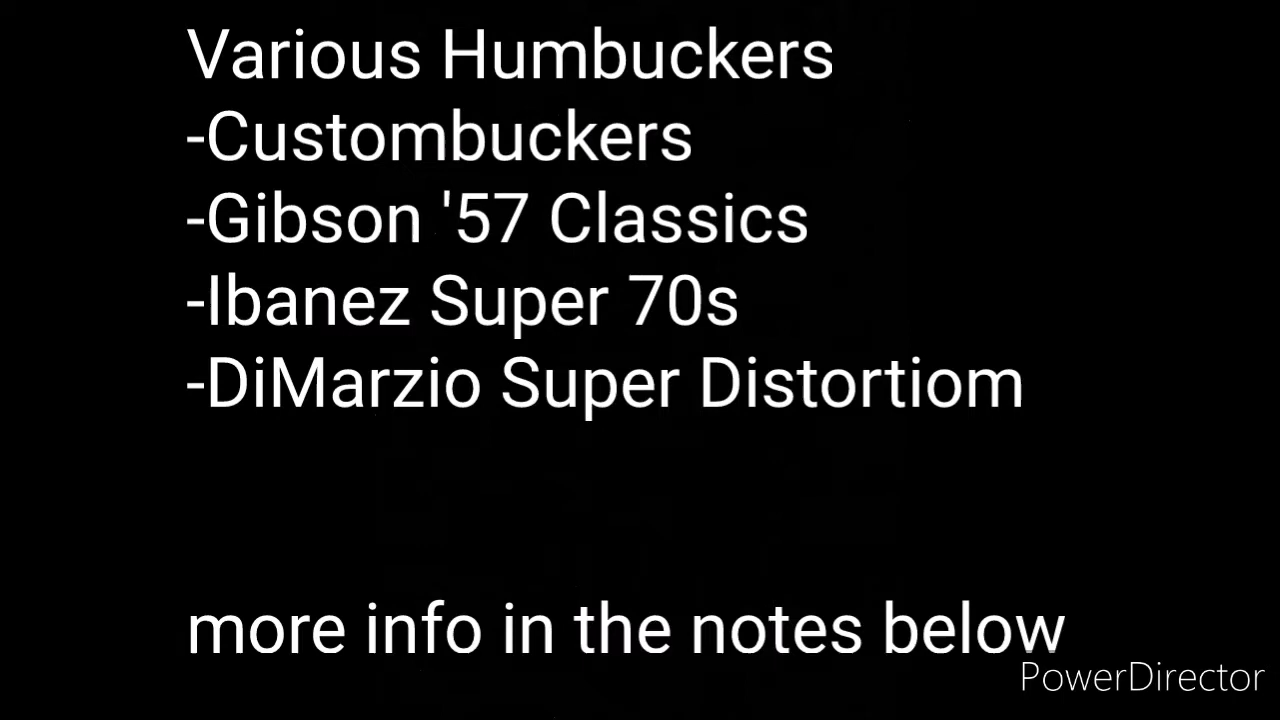 Various Humbuckers
-Custombuckers
-Gibson '57 Classics
-Ibanez Super 70s
-DiMarzio Super Distortiom
more info in the notes below
PowerDirector